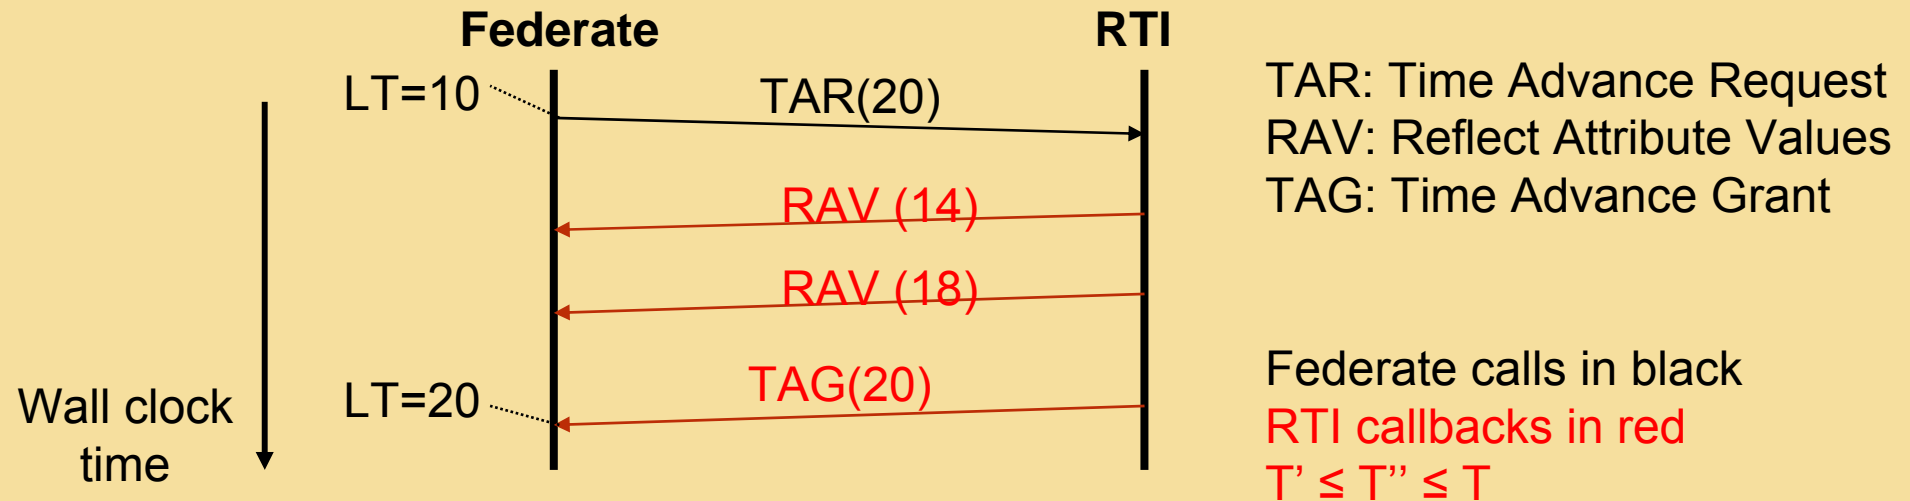 Federate
RTI
LT=10
TAR(20)
TAR: Time Advance Request
RAV: Reflect Attribute Values
TAG: Time Advance Grant
RAV (14)
RAV (18)
TAG(20)
LT=20
Wall clock
time
Federate calls in black
RTI callbacks in red
T’ ≤ T’’ ≤ T